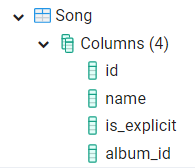 Song
Columns (4)
id
name
is_explicit
album_id